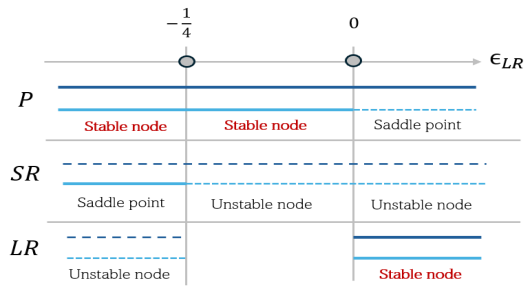 -1/4 0
ϵ_LR
P
Stable node Stable node Saddle point
SR
Saddle point Unstable node Unstable node
LR
Unstable node Stable node